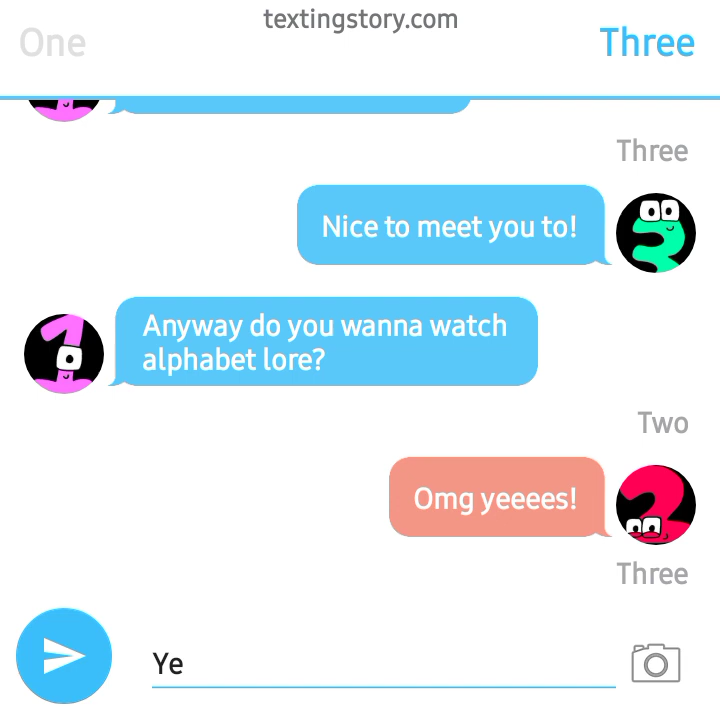 textingstory.com
One
Three
Three
Nice to meet you to!
Anyway do you wanna watch
alphabet lore?
Two
Omg yeeees!
Three
Ye